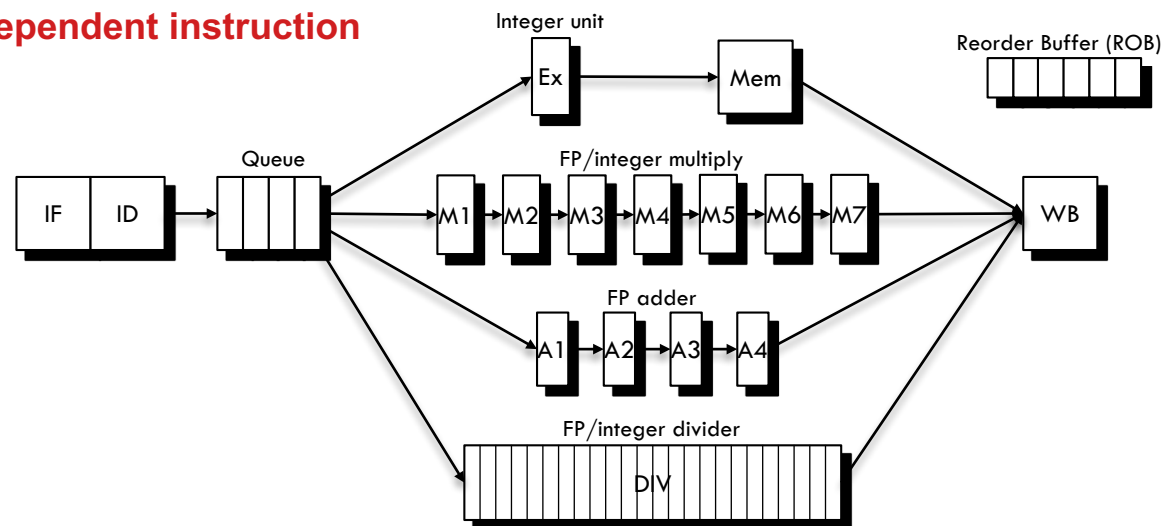 ependent instruction
Integer unit
Reorder Buffer (ROB)
Ex
Mem
Queue
FP/integer multiply
IF
ID
M1
M2
M3
M4
M5
M6
M7
WB
FP adder
A1
A2
A3
A4
FP/integer divider
DIV